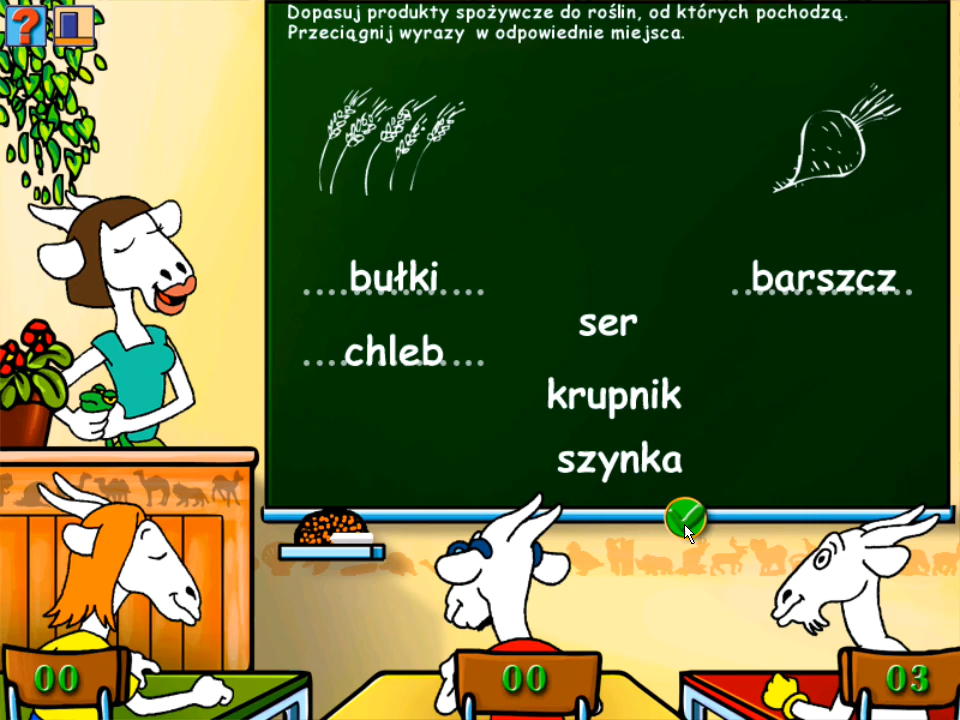 ?
Dopasuj produkty spożywcze do roślin, od których pochodzą.
Przeciągnij wyrazy w odpowiednie miejsca.
bułki
barszcz
ser
chleb
krupnik
szynka
00
00
03